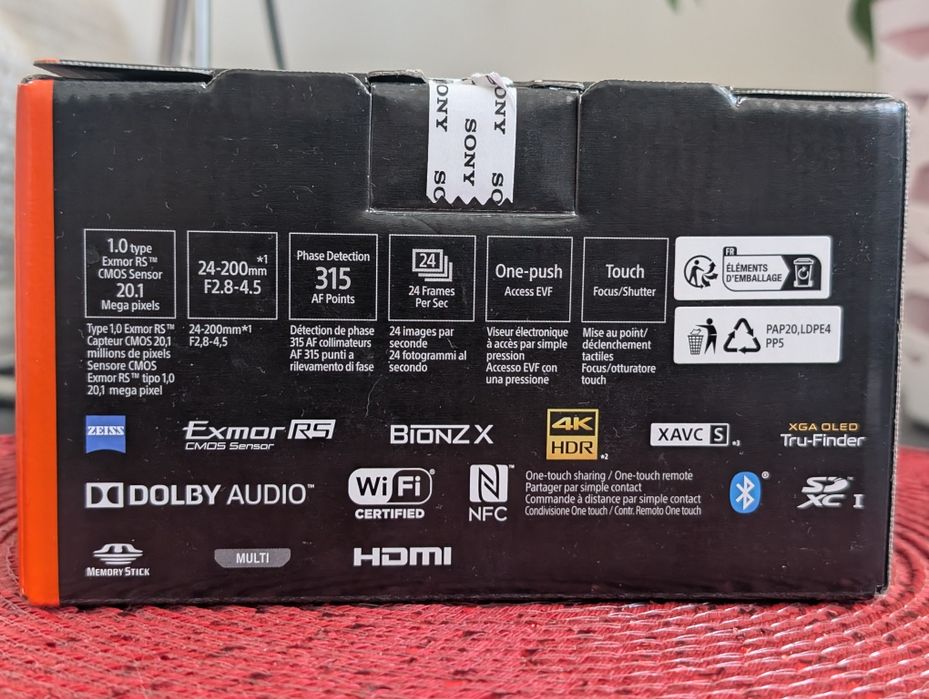 SONY
SONY
SONY
1.0 type
Exmor RS™
CMOS Sensor
20.1
Mega pixels
24-200mm*1
F2.8-4.5
Phase Detection
315
AF Points
24
24 Frames
Per Sec
One-push
Access EVF
Touch
Focus/Shutter
FR
ÉLÉMENTS
D'EMBALLAGE
PAP20,LDPE4
PP5
Type 1,0 Exmor RS™
Capteur CMOS 20,1
millions de pixels
Sensore CMOS
Exmor RS™ tipo 1,0
20,1 mega pixel
24-200mm*1
F2,8-4,5
Détection de phase
315 AF collimateurs
AF 315 punti a
rilevamento di fase
24 images par
seconde
24 fotogrammi al
secondo
Viseur électronique
à accès par simple
pression
Accesso EVF con
una pressione
Mise au point/
déclenchement
tactiles
Focus/otturatore
touch
ZEISS
Exmor RS
CMOS Sensor
BIONZ X
4K
HDR *2
XAVC S *3
XGA OLED
Tru-Finder
DOLBY AUDIO™
Wi Fi®
CERTIFIED
N™
NFC
One-touch sharing / One-touch remote
Partager par simple contact
Commande à distance par simple contact
Condivisione One touch / Contr. Remoto One touch
®
SD™
XC I
MEMORY STICK
MULTI
HDMI